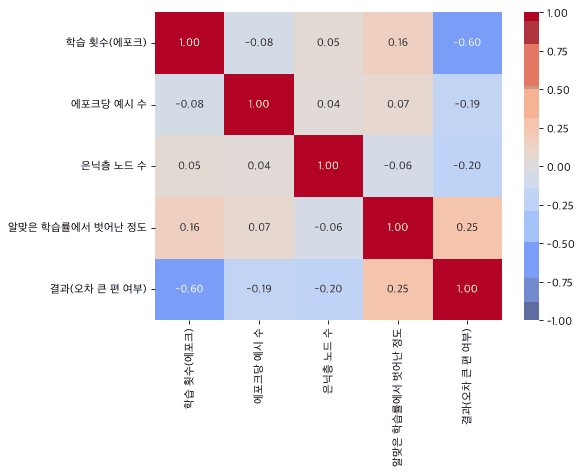 학습 횟수(에포크) 1.00 -0.08 0.05 0.16 -0.60
에포크당 예시 수 -0.08 1.00 0.04 0.07 -0.19
은닉층 노드 수 0.05 0.04 1.00 -0.06 -0.20
알맞은 학습률에서 벗어난 정도 0.16 0.07 -0.06 1.00 0.25
결과(오차 큰 편 여부) -0.60 -0.19 -0.20 0.25 1.00
학습 횟수(에포크)
에포크당 예시 수
은닉층 노드 수
알맞은 학습률에서 벗어난 정도
결과(오차 큰 편 여부)
1.00
0.75
0.50
0.25
0.00
-0.25
-0.50
-0.75
-1.00